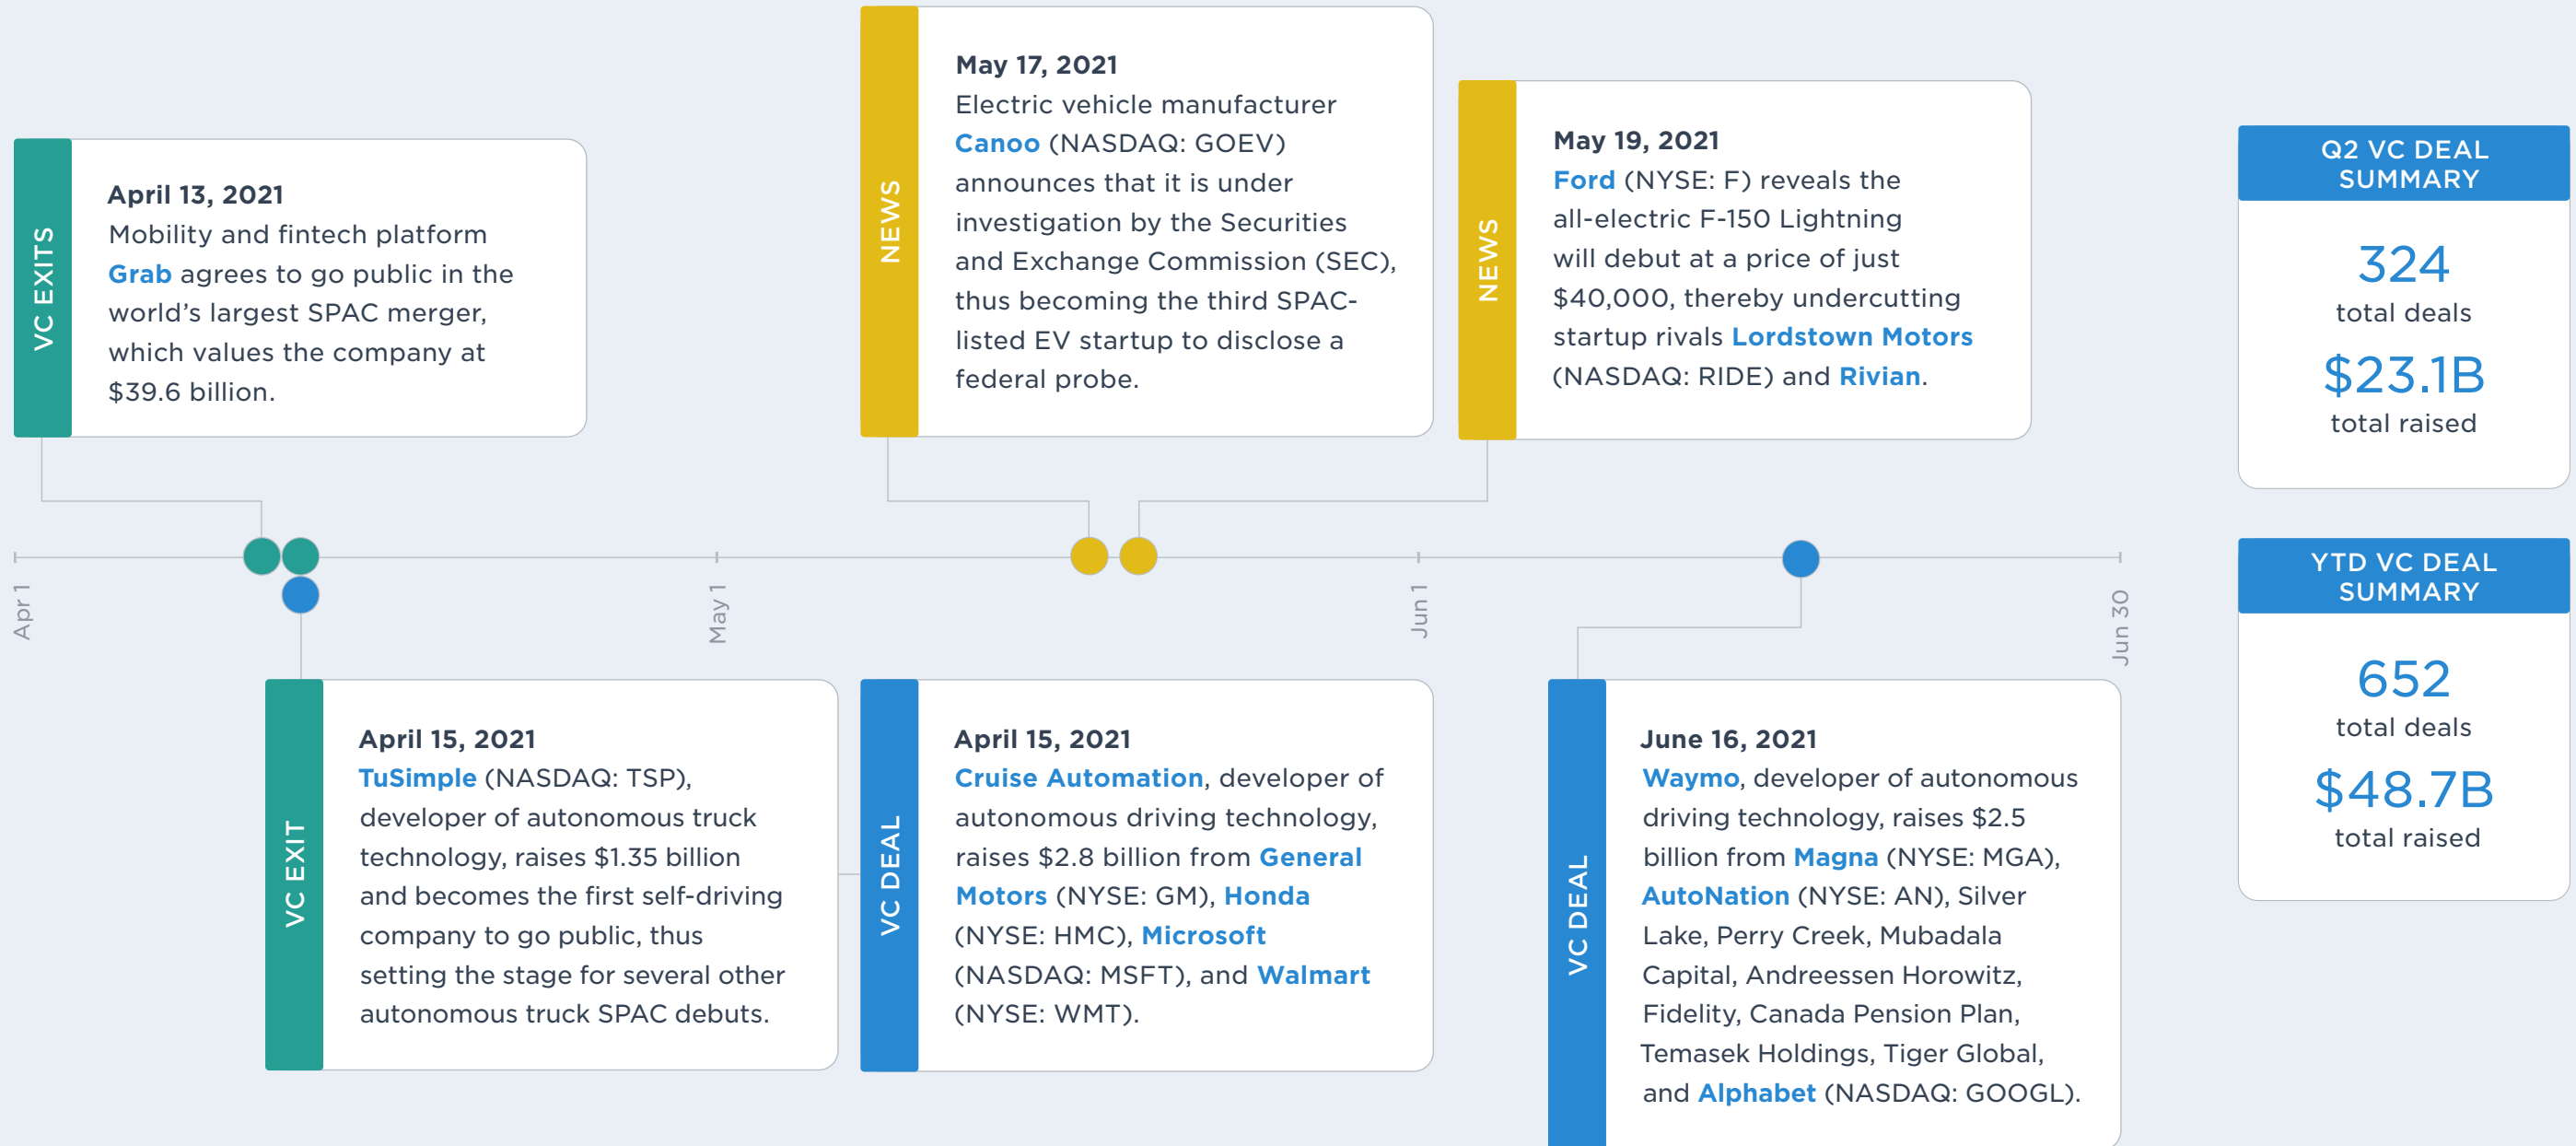 VC EXITS
April 13, 2021
Mobility and fintech platform
Grab agrees to go public in the
world’s largest SPAC merger,
which values the company at
$39.6 billion.
NEWS
May 17, 2021
Electric vehicle manufacturer
Canoo (NASDAQ: GOEV)
announces that it is under
investigation by the Securities
and Exchange Commission (SEC),
thus becoming the third SPAC-
listed EV startup to disclose a
federal probe.
NEWS
May 19, 2021
Ford (NYSE: F) reveals the
all-electric F-150 Lightning
will debut at a price of just
$40,000, thereby undercutting
startup rivals Lordstown Motors
(NASDAQ: RIDE) and Rivian.
Q2 VC DEAL
SUMMARY
324
total deals
$23.1B
total raised
Apr 1
May 1
Jun 1
Jun 30
VC EXIT
April 15, 2021
TuSimple (NASDAQ: TSP),
developer of autonomous truck
technology, raises $1.35 billion
and becomes the first self-driving
company to go public, thus
setting the stage for several other
autonomous truck SPAC debuts.
VC DEAL
April 15, 2021
Cruise Automation, developer of
autonomous driving technology,
raises $2.8 billion from General
Motors (NYSE: GM), Honda
(NYSE: HMC), Microsoft
(NASDAQ: MSFT), and Walmart
(NYSE: WMT).
VC DEAL
June 16, 2021
Waymo, developer of autonomous
driving technology, raises $2.5
billion from Magna (NYSE: MGA),
AutoNation (NYSE: AN), Silver
Lake, Perry Creek, Mubadala
Capital, Andreessen Horowitz,
Fidelity, Canada Pension Plan,
Temasek Holdings, Tiger Global,
and Alphabet (NASDAQ: GOOGL).
YTD VC DEAL
SUMMARY
652
total deals
$48.7B
total raised